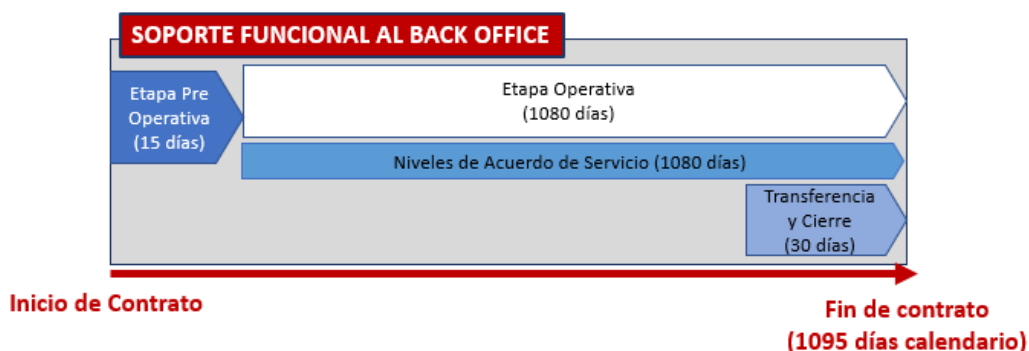 SOPORTE FUNCIONAL AL BACK OFFICE
Etapa Pre
Operativa
(15 días)
Etapa Operativa
(1080 días)
Niveles de Acuerdo de Servicio (1080 días)
Transferencia
y Cierre
(30 días)
Inicio de Contrato
Fin de contrato
(1095 días calendario)